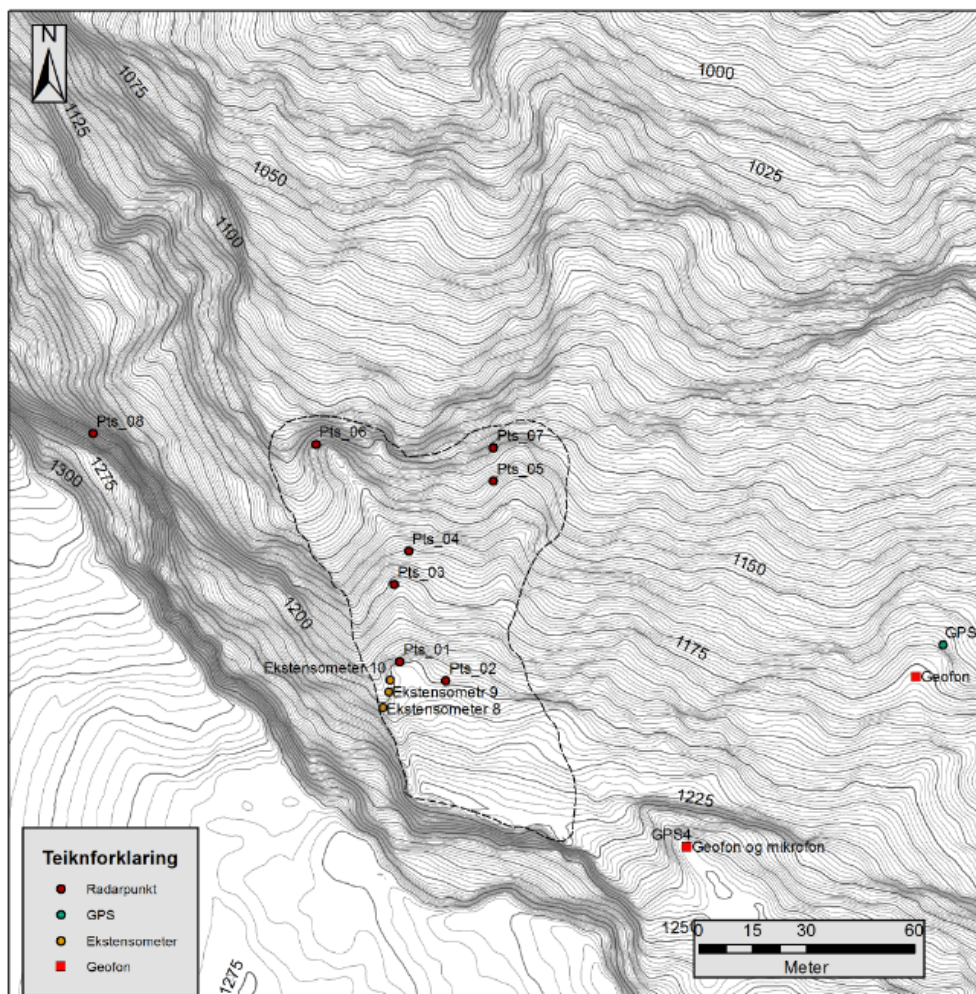 N
1075
1125
1000
1050
1025
1100
Pts_08
Pts_06
Pts_07
1275
1300
Pts_05
Pts_04
1150
Pts_03
1200
GPS
1175
Pts_01
Ekstensometer 10
Pts_02
Geofon
Ekstensometr 9
Ekstensometer 8
1225
GPS4
Geofon og mikrofon
Teiknforklaring
Radarpunkt
GPS
Ekstensometer
Geofon
1250
0 15 30 60
Meter
1275